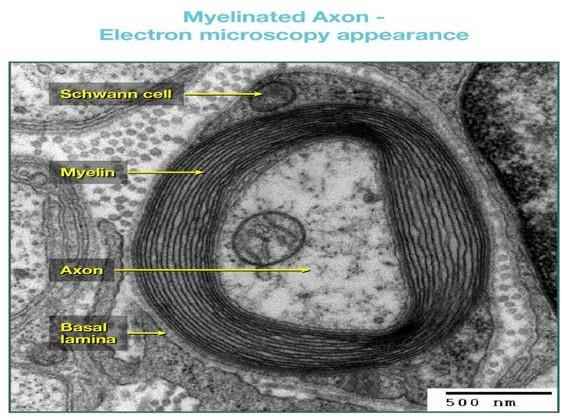 Myelinated Axon -
Electron microscopy appearance
Schwann cell
Myelin
Axon
Basal
lamina
500 nm